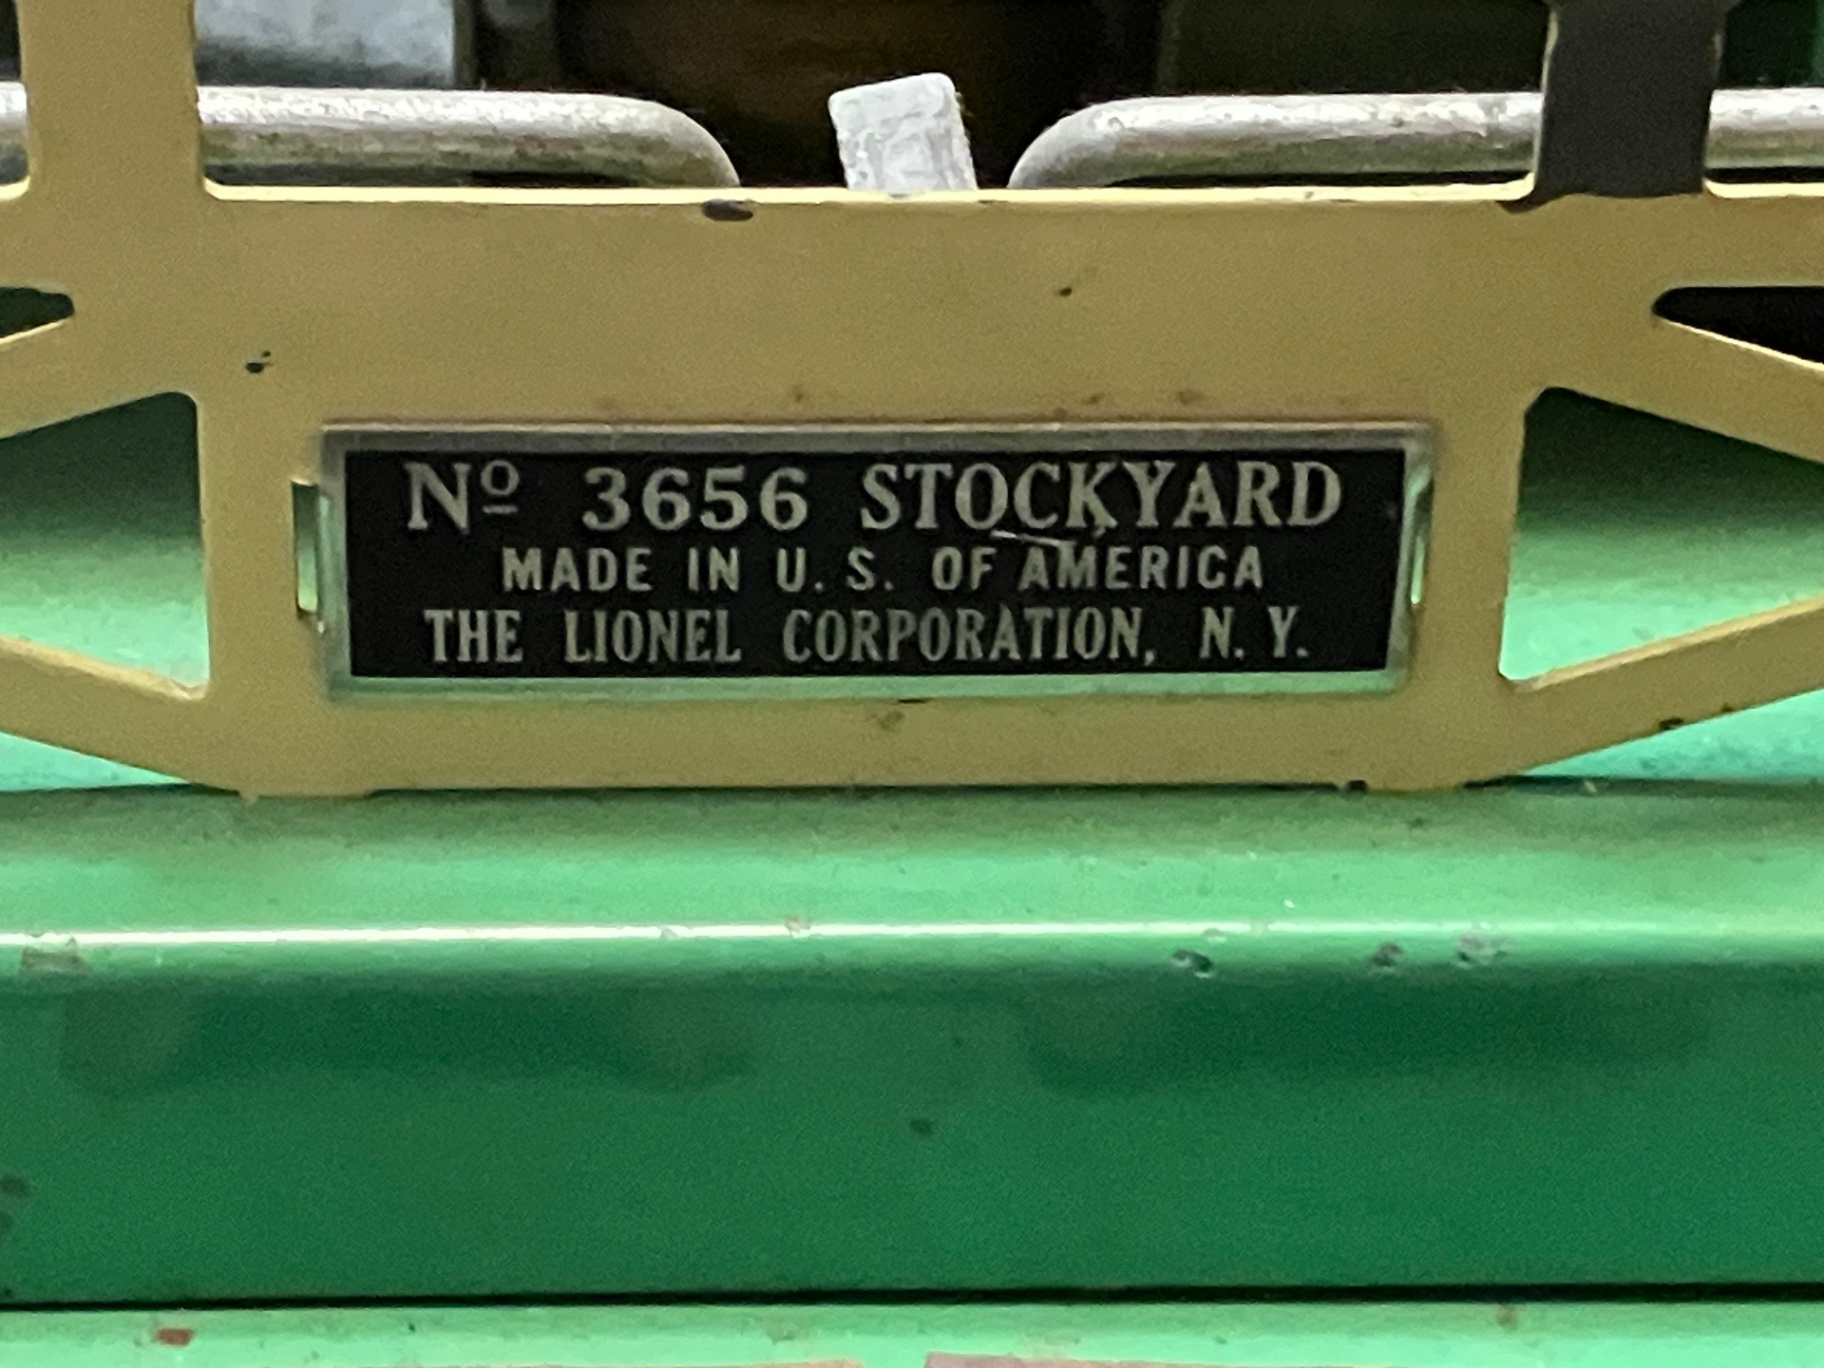 Nº 3656 STOCKYARD
MADE IN U. S. OF AMERICA
THE LIONEL CORPORATION, N. Y.